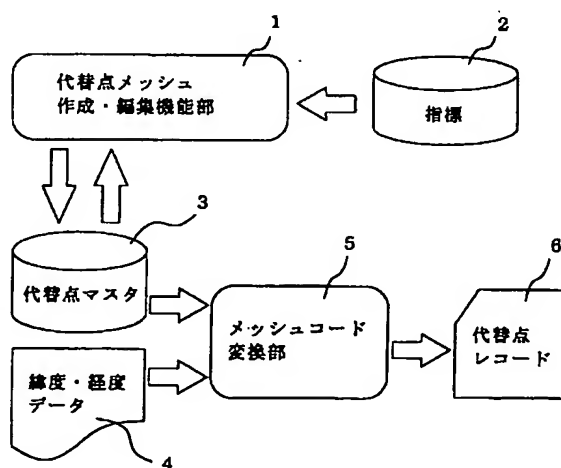 1
2
代替点メッシュ
作成・編集機能部
指標
3
代替点マスタ
5
6
メッシュコード
変換部
代替点
レコード
緯度・経度
データ
4